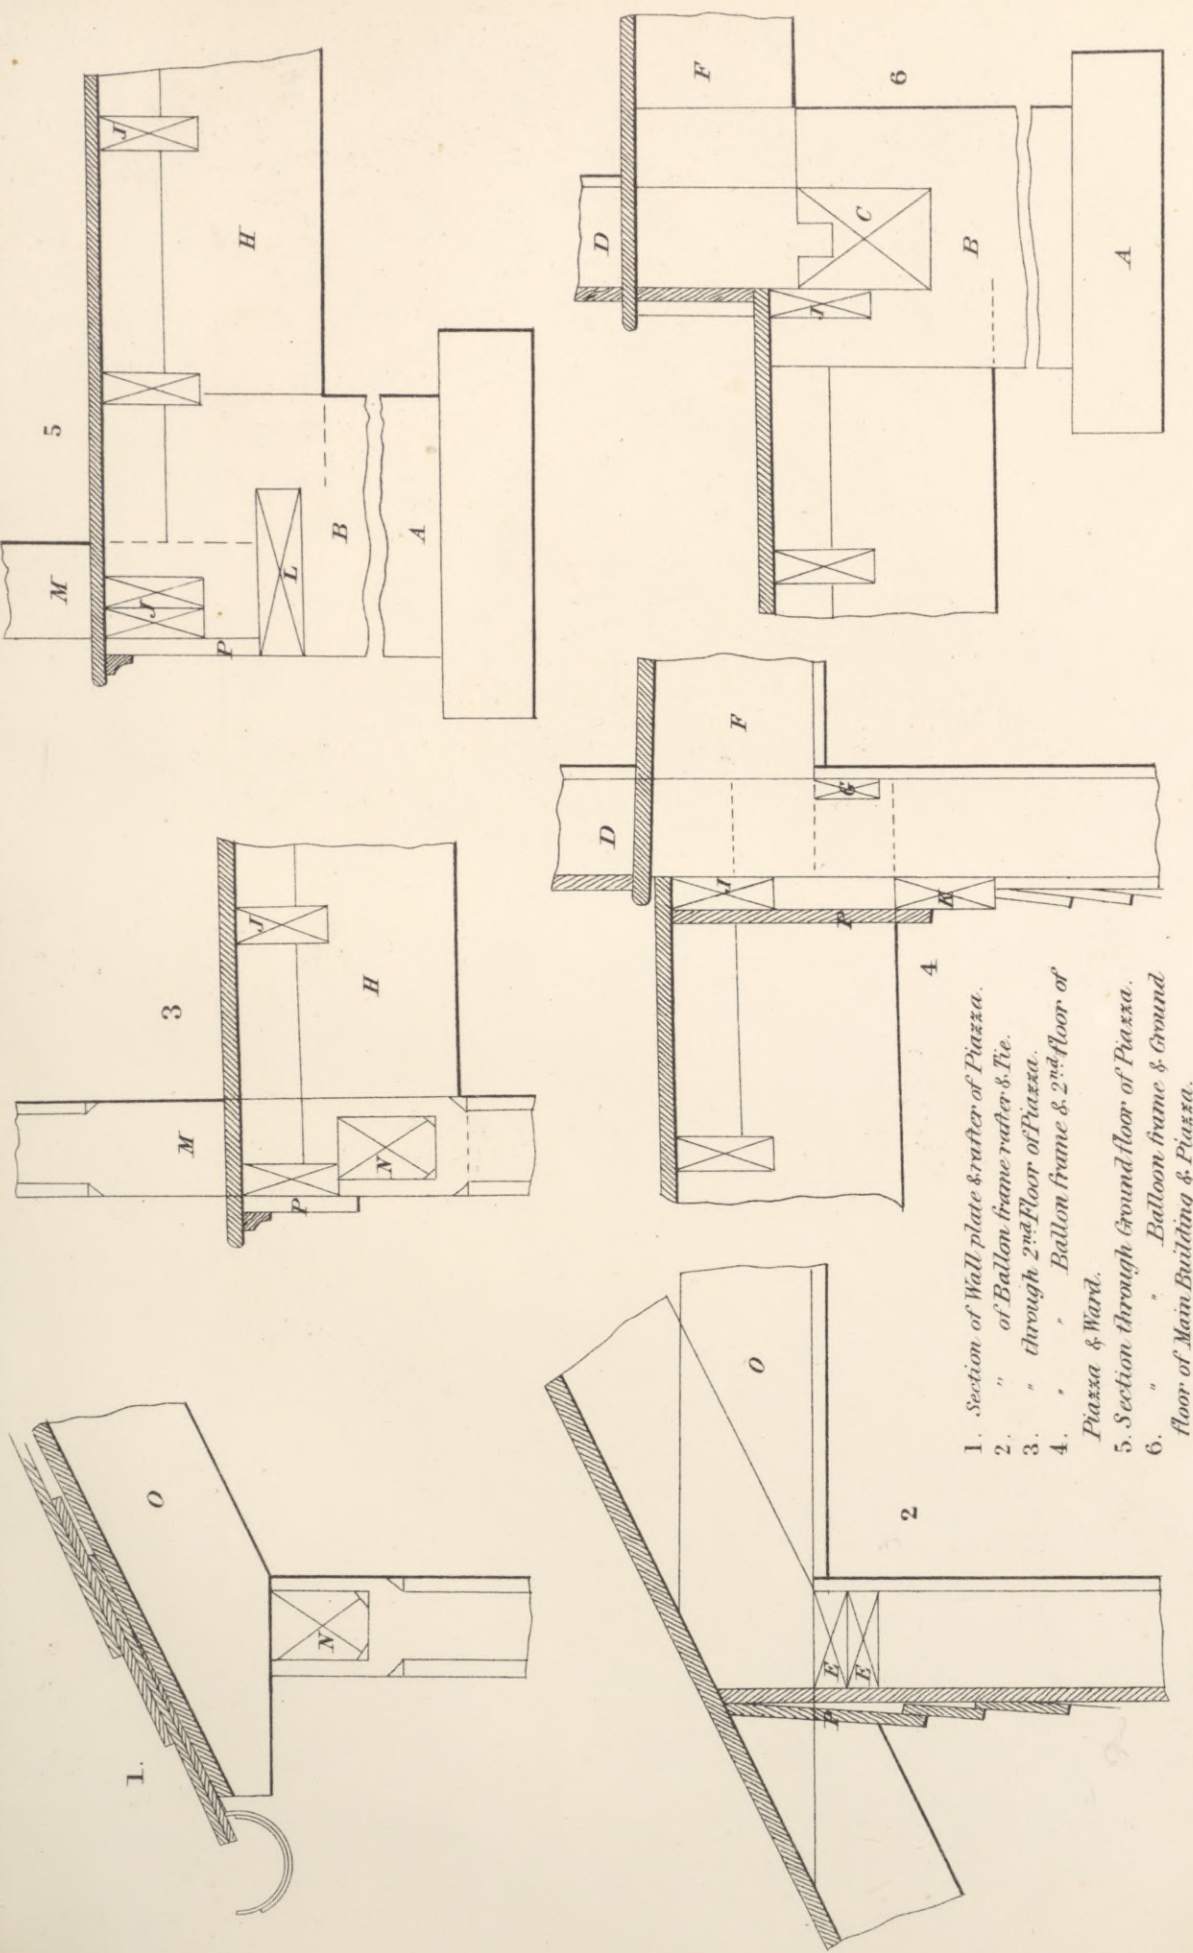 1.
O
N
2
O
E
E
P
3
M
J
H
N
P
4
D
F
G
J
K
P
5
M
J
J
H
L
P
B
A
6
D
F
C
J
B
A
1. Section of Wall plate & rafter of Piazza.
2. " of Ballon frame rafter & Tie.
3. " through 2nd Floor of Piazza.
4. " " Ballon frame & 2nd floor of
Piazza & Ward.
5. Section through Ground floor of Piazza.
6. " " Balloon frame & Ground
floor of Main Building & Piazza.